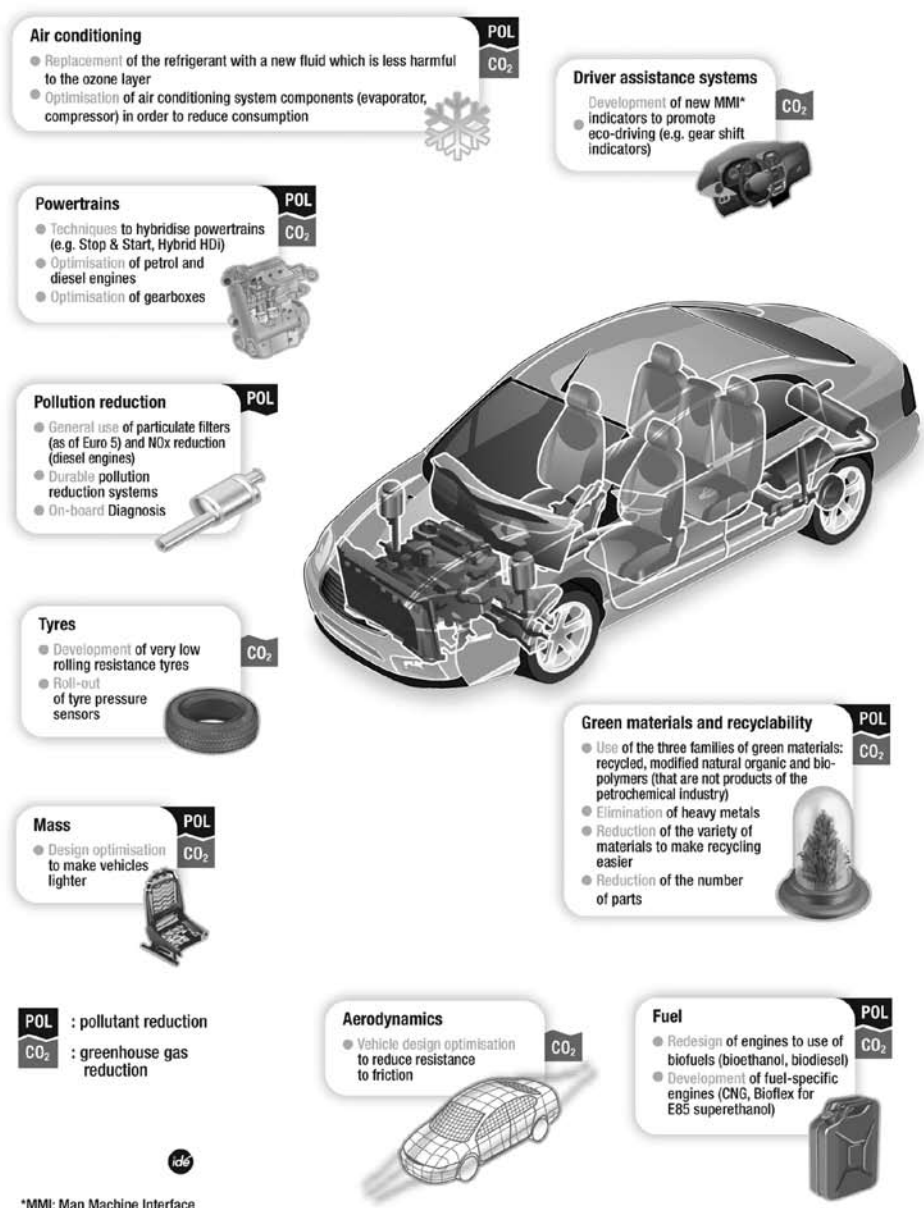 Air conditioning
POL
CO₂
Replacement of the refrigerant with a new fluid which is less harmful
to the ozone layer
Optimisation of air conditioning system components (evaporator,
compressor) in order to reduce consumption
Driver assistance systems
CO₂
Development of new MMI*
indicators to promote
eco-driving (e.g. gear shift
indicators)
Powertrains
POL
CO₂
Techniques to hybridise powertrains
(e.g. Stop & Start, Hybrid HDi)
Optimisation of petrol and
diesel engines
Optimisation of gearboxes
Pollution reduction
POL
General use of particulate filters
(as of Euro 5) and NOx reduction
(diesel engines)
Durable pollution
reduction systems
On-board Diagnosis
Tyres
CO₂
Development of very low
rolling resistance tyres
Roll-out
of tyre pressure
sensors
Green materials and recyclability
POL
CO₂
Use of the three families of green materials:
recycled, modified natural organic and bio-
polymers (that are not products of the
petrochemical industry)
Elimination of heavy metals
Reduction of the variety of
materials to make recycling
easier
Reduction of the number
of parts
Mass
POL
CO₂
Design optimisation
to make vehicles
lighter
POL : pollutant reduction
CO₂ : greenhouse gas
reduction
Aerodynamics
CO₂
Vehicle design optimisation
to reduce resistance
to friction
Fuel
POL
CO₂
Redesign of engines to use of
biofuels (bioethanol, biodiesel)
Development of fuel-specific
engines (CNG, Bioflex for
E85 superethanol)
idé
*MMI: Man Machine Interface